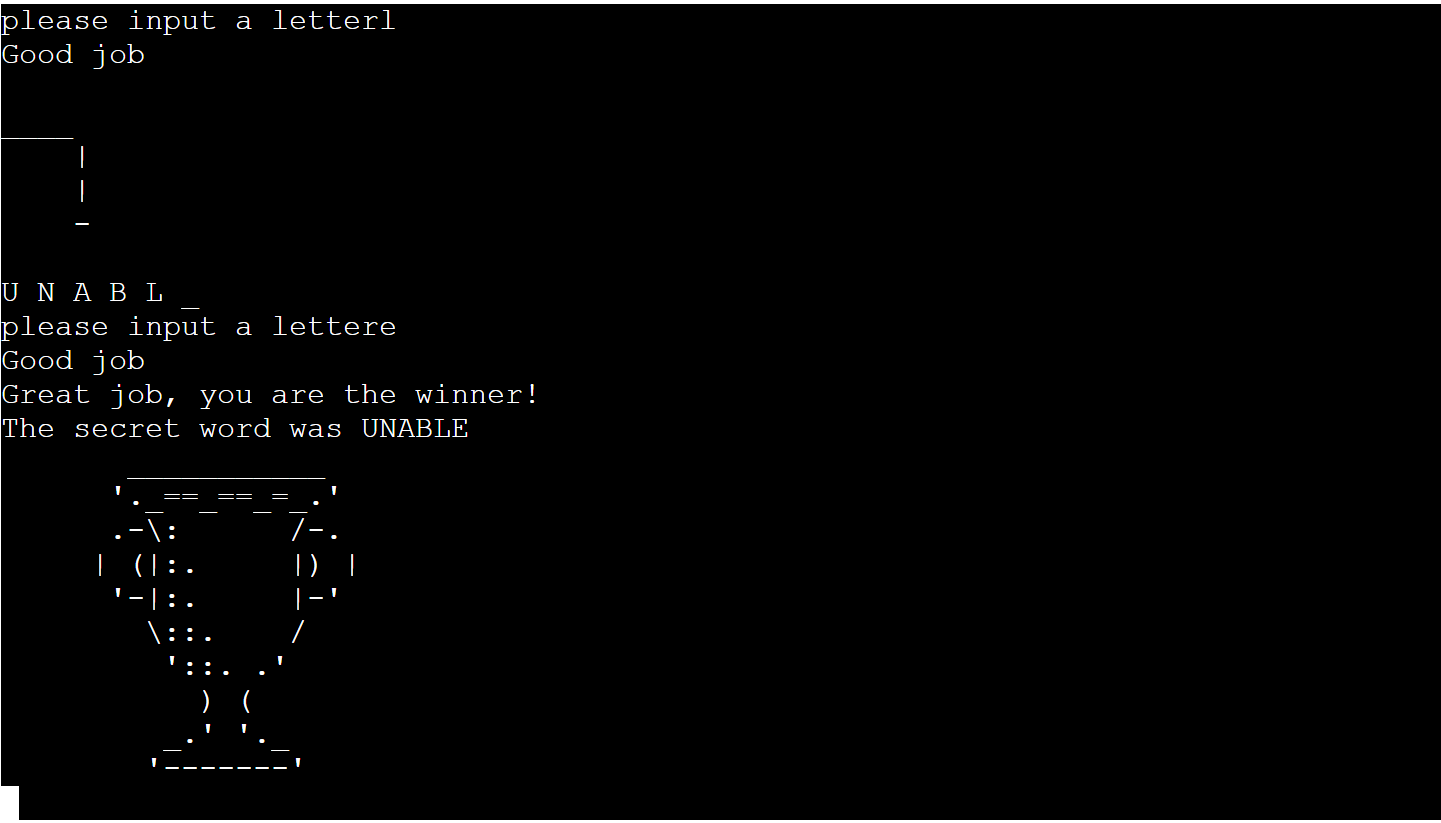 please input a letterl
Good job
____
    |
    |
    -
U N A B L _
please input a lettere
Good job
Great job, you are the winner!
The secret word was UNABLE
       ___________
      '._==_==_=_.'
      .-\:      /-.
     | (|:.     |) |
      '-|:.     |-'
        \::.    /
         '::. .'
           ) (
         _.' '._
        '-------'